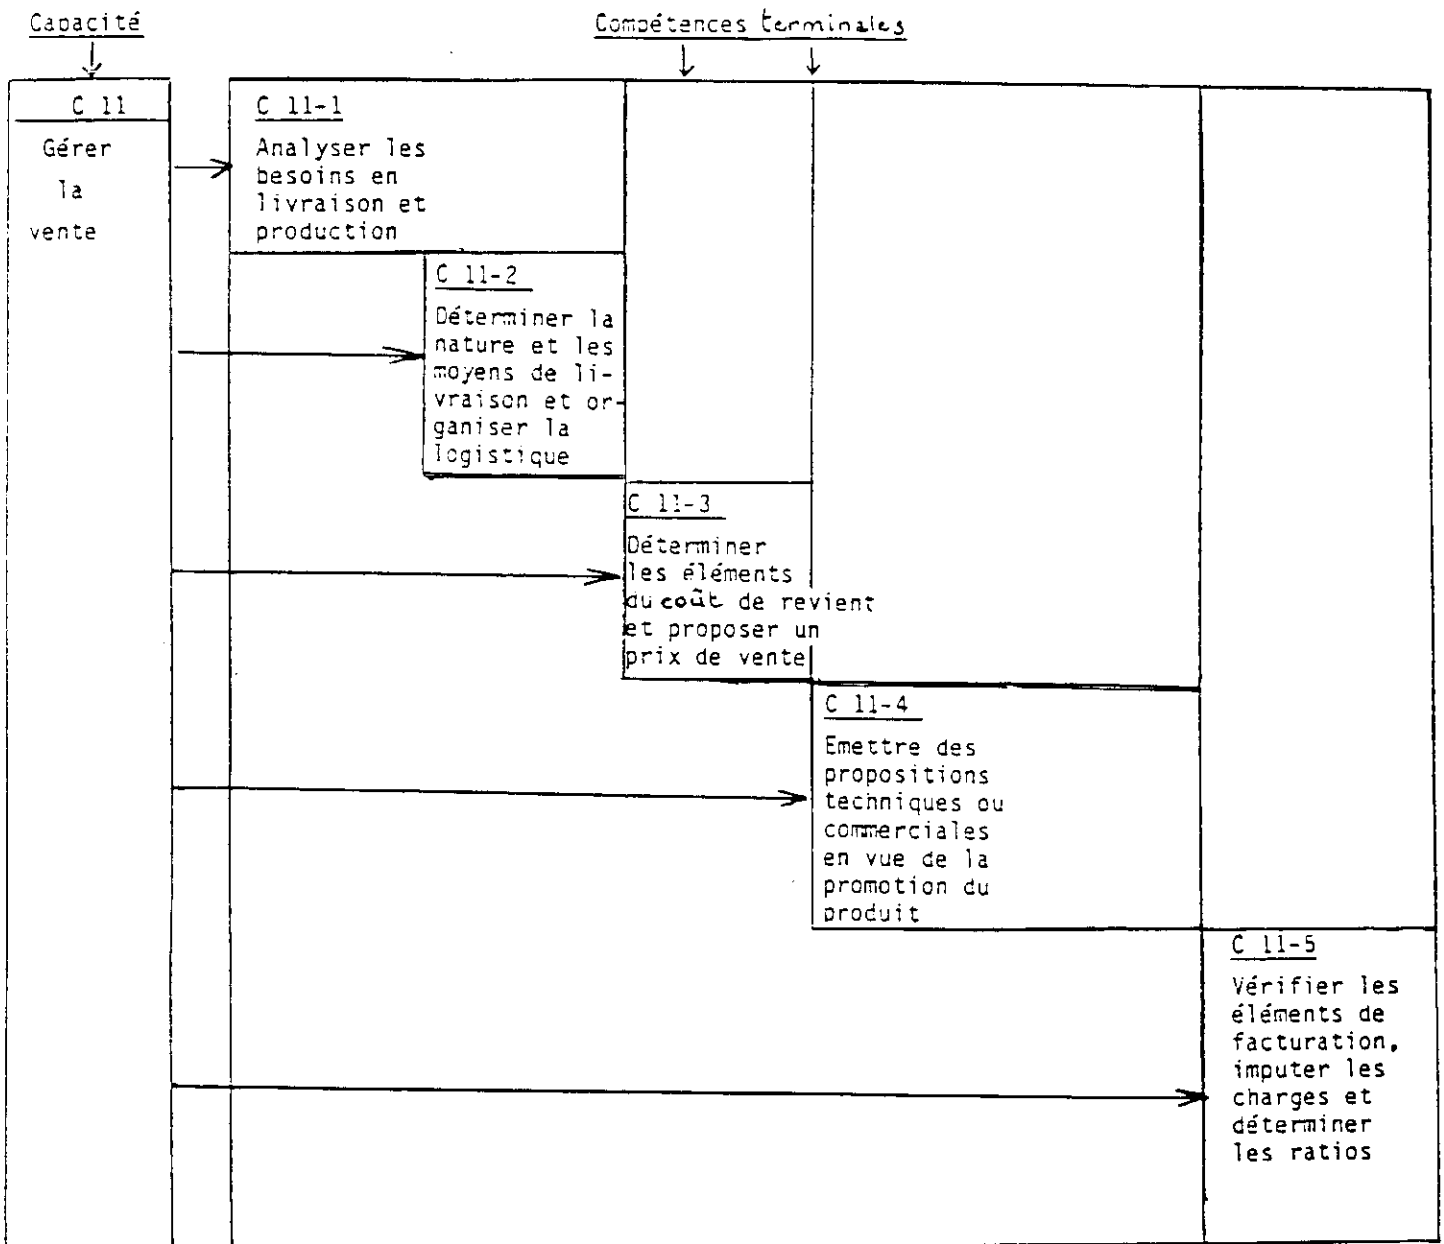 Capacité
Compétences terminales
C 11
Gérer
la
vente
C 11-1
Analyser les
besoins en
livraison et
production
C 11-2
Déterminer la
nature et les
moyens de li-
vraison et or-
ganiser la
logistique
C 11-3
Déterminer
les éléments
du coût de revient
et proposer un
prix de vente
C 11-4
Emettre des
propositions
techniques ou
commerciales
en vue de la
promotion du
produit
C 11-5
Vérifier les
éléments de
facturation,
imputer les
charges et
déterminer
les ratios